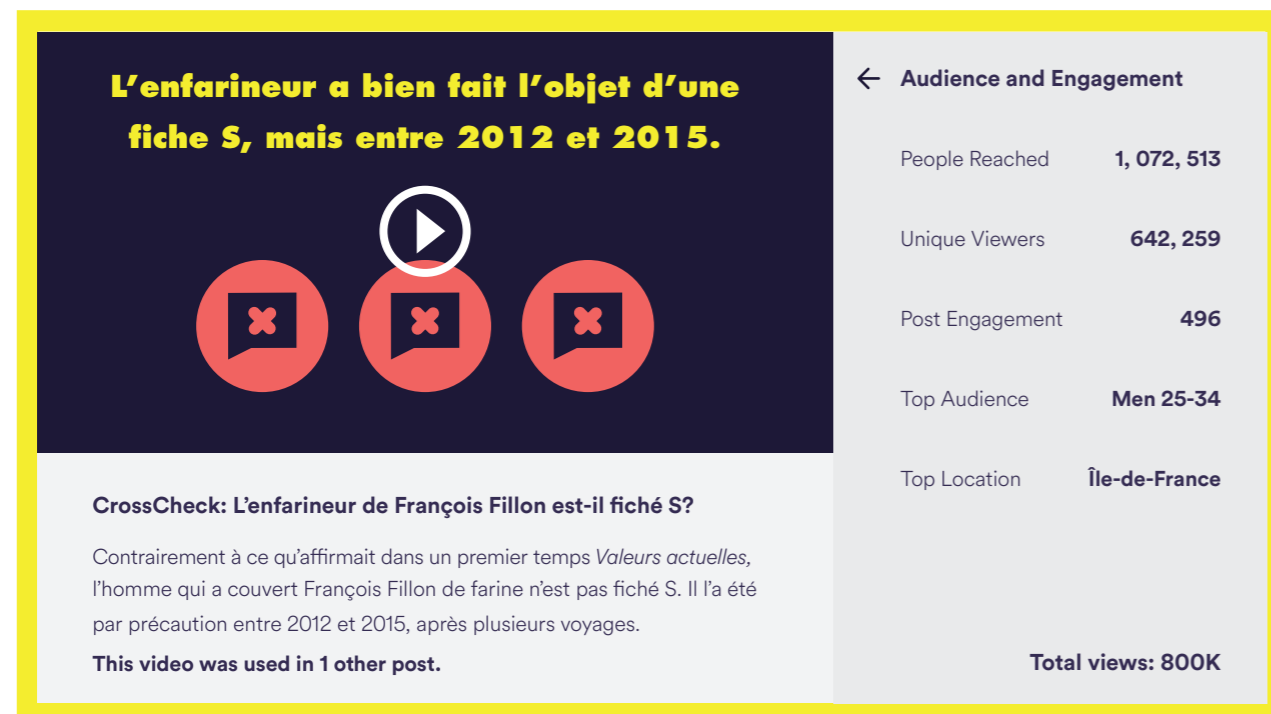 L’enfarineur a bien fait l’objet d’une
fiche S, mais entre 2012 et 2015.
CrossCheck: L’enfarineur de François Fillon est-il fiché S?
Contrairement à ce qu’affirmait dans un premier temps Valeurs actuelles,
l’homme qui a couvert François Fillon de farine n’est pas fiché S. Il l’a été
par précaution entre 2012 et 2015, après plusieurs voyages.
This video was used in 1 other post.
Audience and Engagement
People Reached 1, 072, 513
Unique Viewers 642, 259
Post Engagement 496
Top Audience Men 25-34
Top Location Île-de-France
Total views: 800K